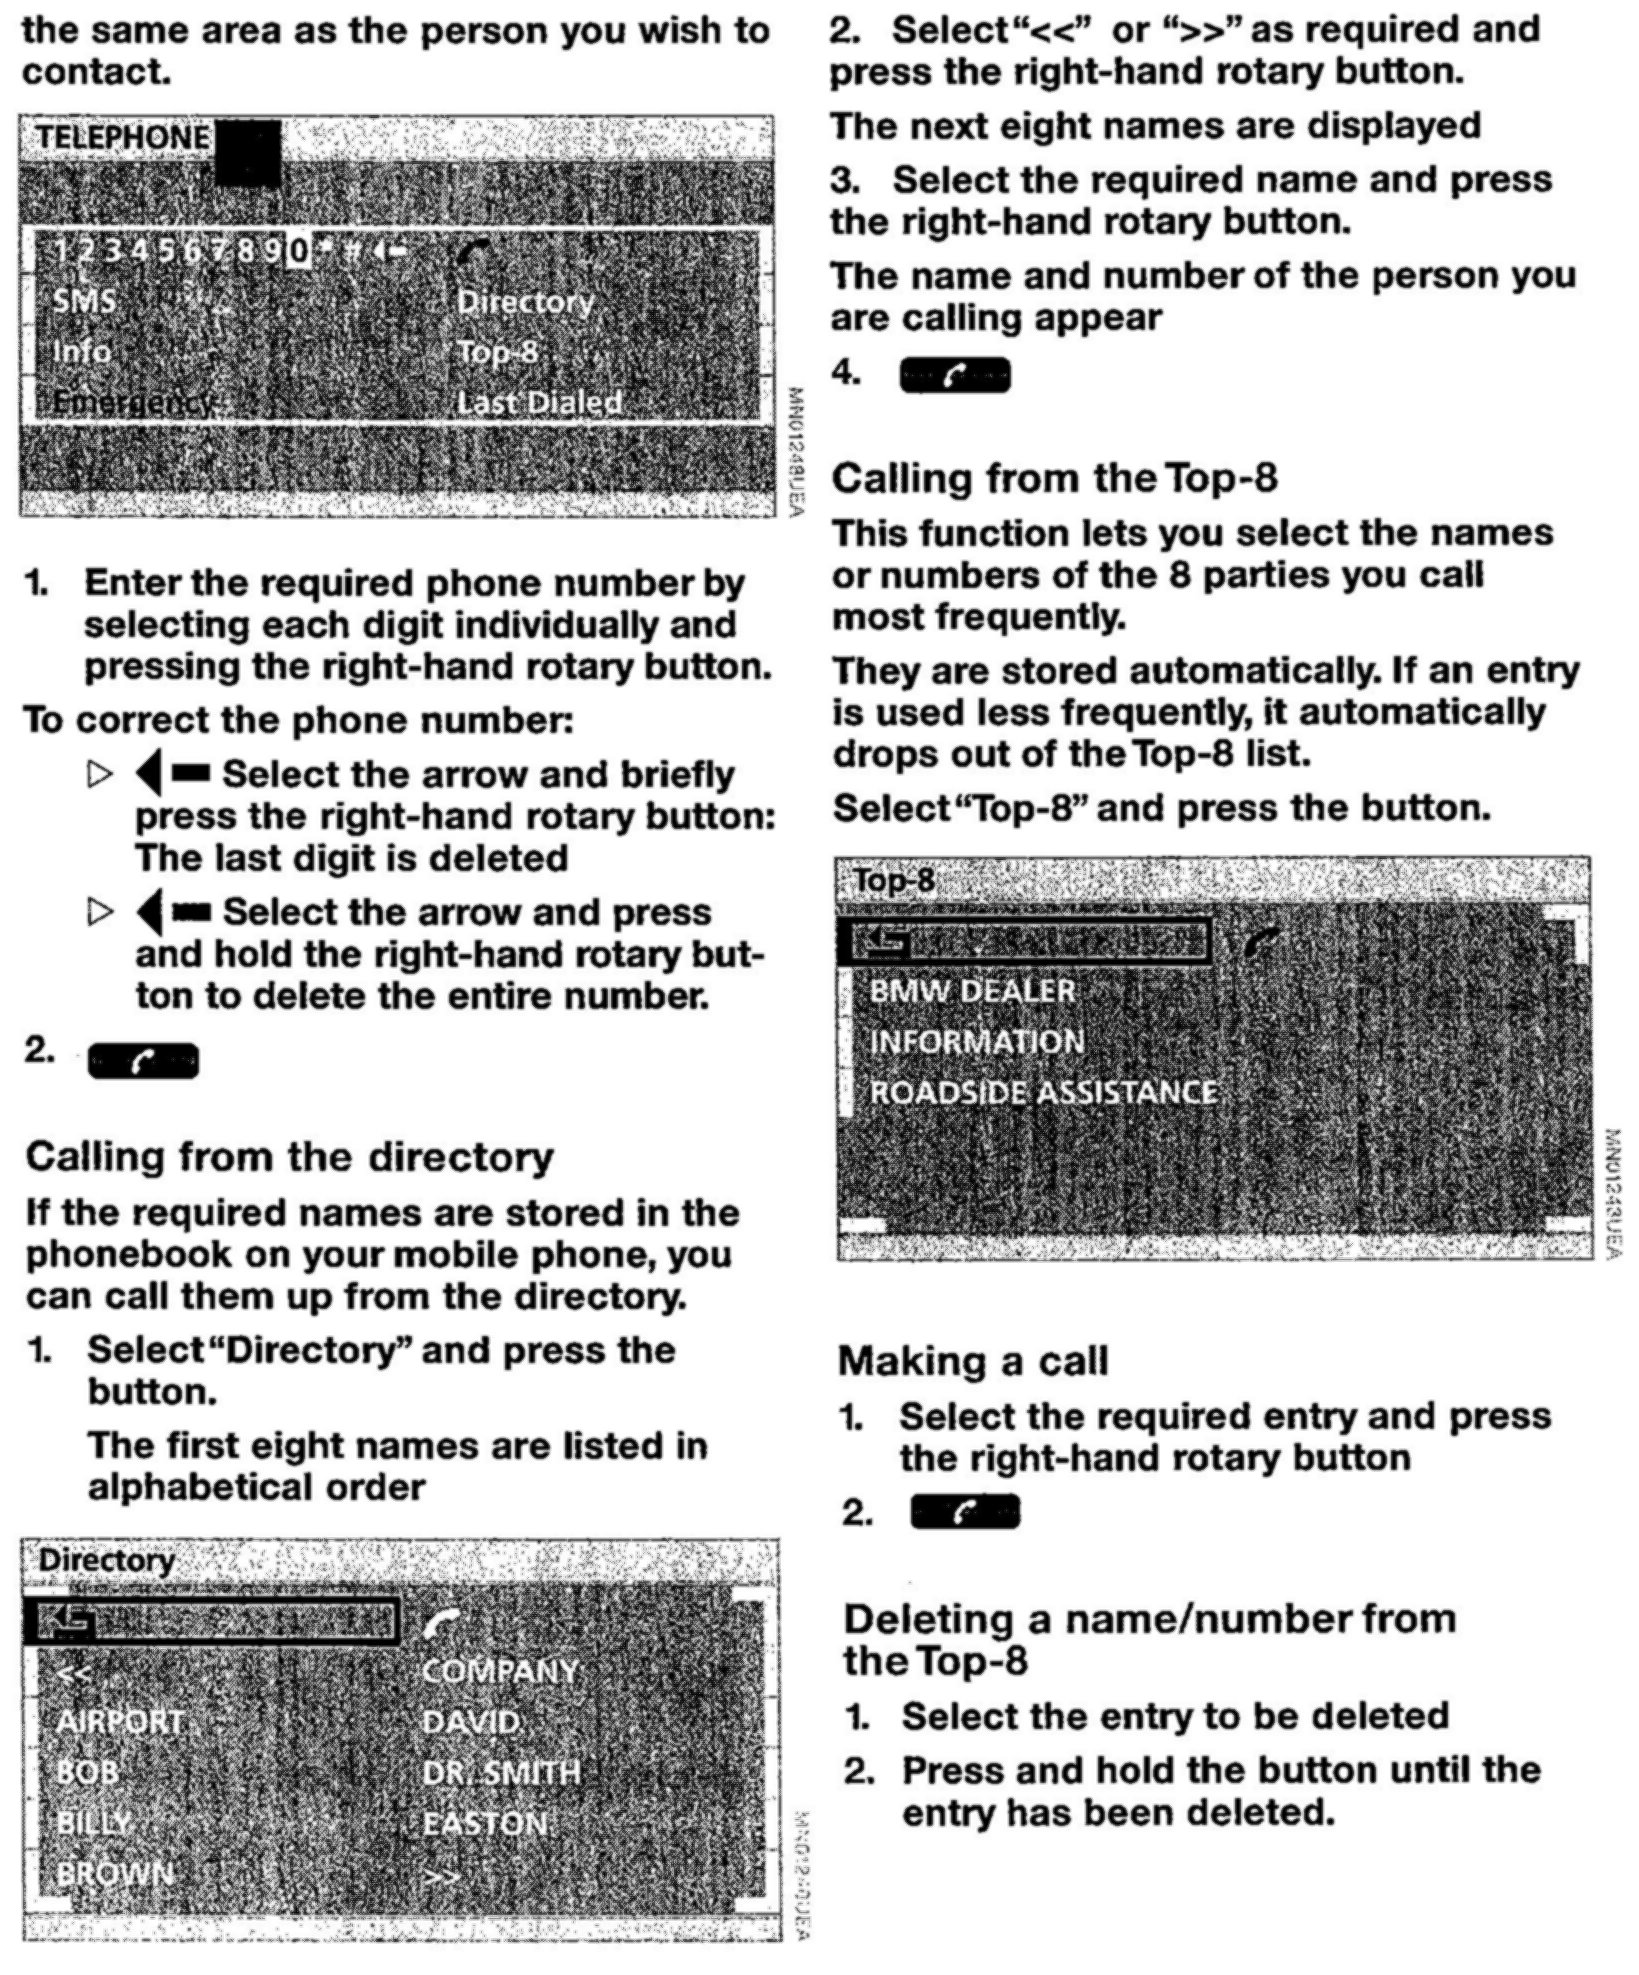 the same area as the person you wish to
contact.
TELEPHONE
1 2 3 4 5 6 7 8 9 0 * #
SMS Directory
Info Top-8
Emergency Last Dialed
MN01248UEA
1. Enter the required phone number by
selecting each digit individually and
pressing the right-hand rotary button.
To correct the phone number:
▷ Select the arrow and briefly
press the right-hand rotary button:
The last digit is deleted
▷ Select the arrow and press
and hold the right-hand rotary but-
ton to delete the entire number.
2.
Calling from the directory
If the required names are stored in the
phonebook on your mobile phone, you
can call them up from the directory.
1. Select “Directory” and press the
button.
The first eight names are listed in
alphabetical order
Directory
<< COMPANY
AIRPORT DAVID
BOB DR. SMITH
BILLY EASTON
BROWN >>
2. Select “<<” or “>>” as required and
press the right-hand rotary button.
The next eight names are displayed
3. Select the required name and press
the right-hand rotary button.
The name and number of the person you
are calling appear
4.
Calling from the Top-8
This function lets you select the names
or numbers of the 8 parties you call
most frequently.
They are stored automatically. If an entry
is used less frequently, it automatically
drops out of the Top-8 list.
Select “Top-8” and press the button.
Top-8
BMW DEALER
INFORMATION
ROADSIDE ASSISTANCE
MN01243UEA
Making a call
1. Select the required entry and press
the right-hand rotary button
2.
Deleting a name/number from
the Top-8
1. Select the entry to be deleted
2. Press and hold the button until the
entry has been deleted.